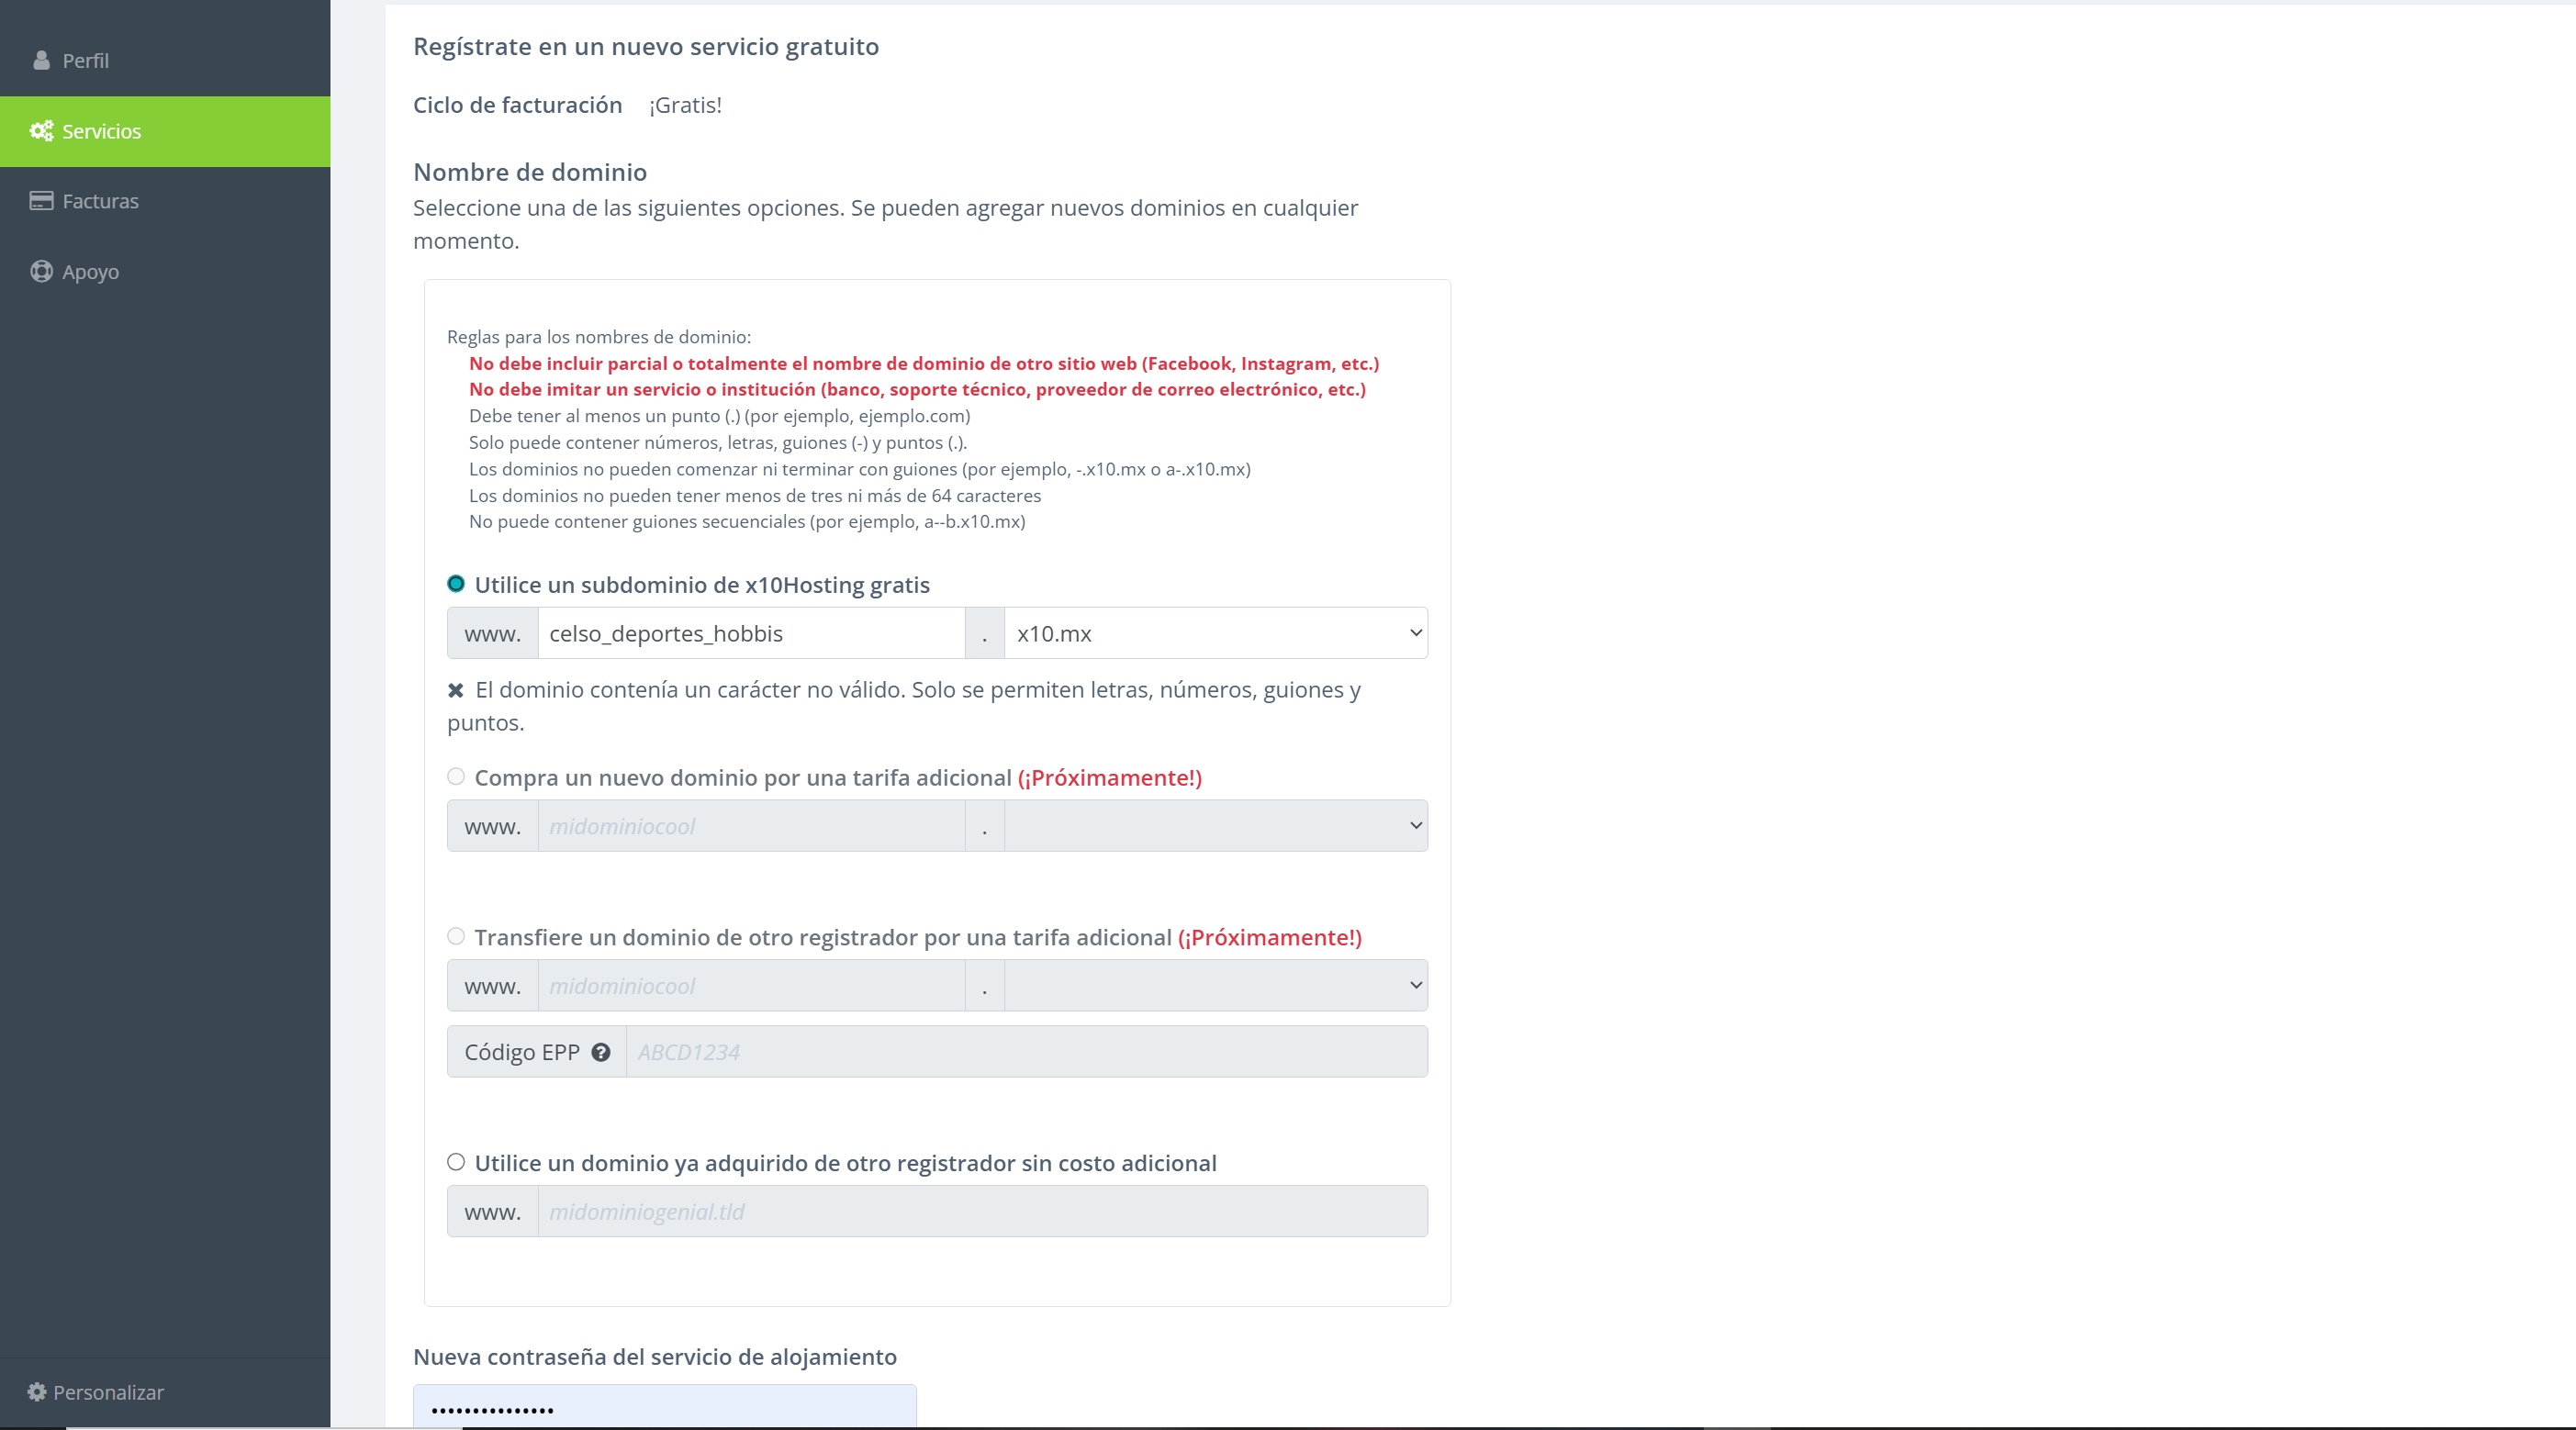 Perfil
Servicios
Facturas
Apoyo
Personalizar
Regístrate en un nuevo servicio gratuito
Ciclo de facturación ¡Gratis!
Nombre de dominio
Seleccione una de las siguientes opciones. Se pueden agregar nuevos dominios en cualquier
momento.
Reglas para los nombres de dominio:
No debe incluir parcial o totalmente el nombre de dominio de otro sitio web (Facebook, Instagram, etc.)
No debe imitar un servicio o institución (banco, soporte técnico, proveedor de correo electrónico, etc.)
Debe tener al menos un punto (.) (por ejemplo, ejemplo.com)
Solo puede contener números, letras, guiones (-) y puntos (.).
Los dominios no pueden comenzar ni terminar con guiones (por ejemplo, -.x10.mx o a-.x10.mx)
Los dominios no pueden tener menos de tres ni más de 64 caracteres
No puede contener guiones secuenciales (por ejemplo, a--b.x10.mx)
Utilice un subdominio de x10Hosting gratis
www. celso_deportes_hobbis . x10.mx
El dominio contenía un carácter no válido. Solo se permiten letras, números, guiones y
puntos.
Compra un nuevo dominio por una tarifa adicional (¡Próximamente!)
www. midominiocool .
Transfiere un dominio de otro registrador por una tarifa adicional (¡Próximamente!)
www. midominiocool .
Código EPP ? ABCD1234
Utilice un dominio ya adquirido de otro registrador sin costo adicional
www. midominiogenial.tld
Nueva contraseña del servicio de alojamiento
•••••••••••••••